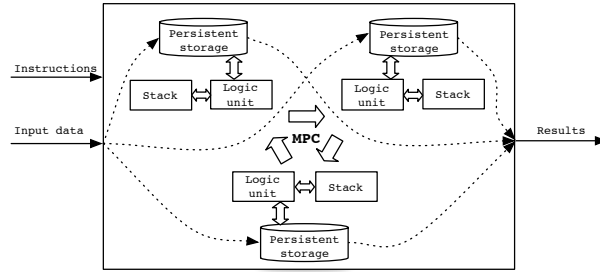 Persistent
storage
Persistent
storage
Instructions
Stack
Logic
unit
Logic
unit
Stack
Input data
MPC
Results
Logic
unit
Stack
Persistent
storage